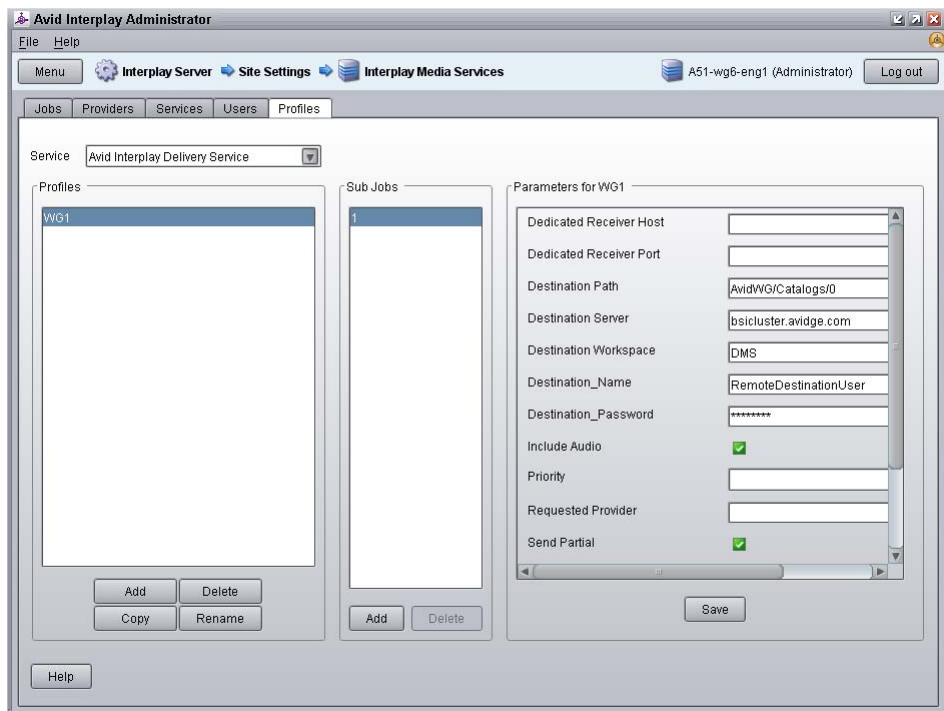 Avid Interplay Administrator
File Help
Menu Interplay Server Site Settings Interplay Media Services A51-wg6-eng1 (Administrator) Log out
Jobs Providers Services Users Profiles
Service Avid Interplay Delivery Service
Profiles
WG1
Add Delete
Copy Rename
Sub Jobs
1
Add Delete
Parameters for WG1
Dedicated Receiver Host
Dedicated Receiver Port
Destination Path AvidWG/Catalogs/0
Destination Server bsicluster.avidge.com
Destination Workspace DMS
Destination_Name RemoteDestinationUser
Destination_Password ********
Include Audio
Priority
Requested Provider
Send Partial
Save
Help